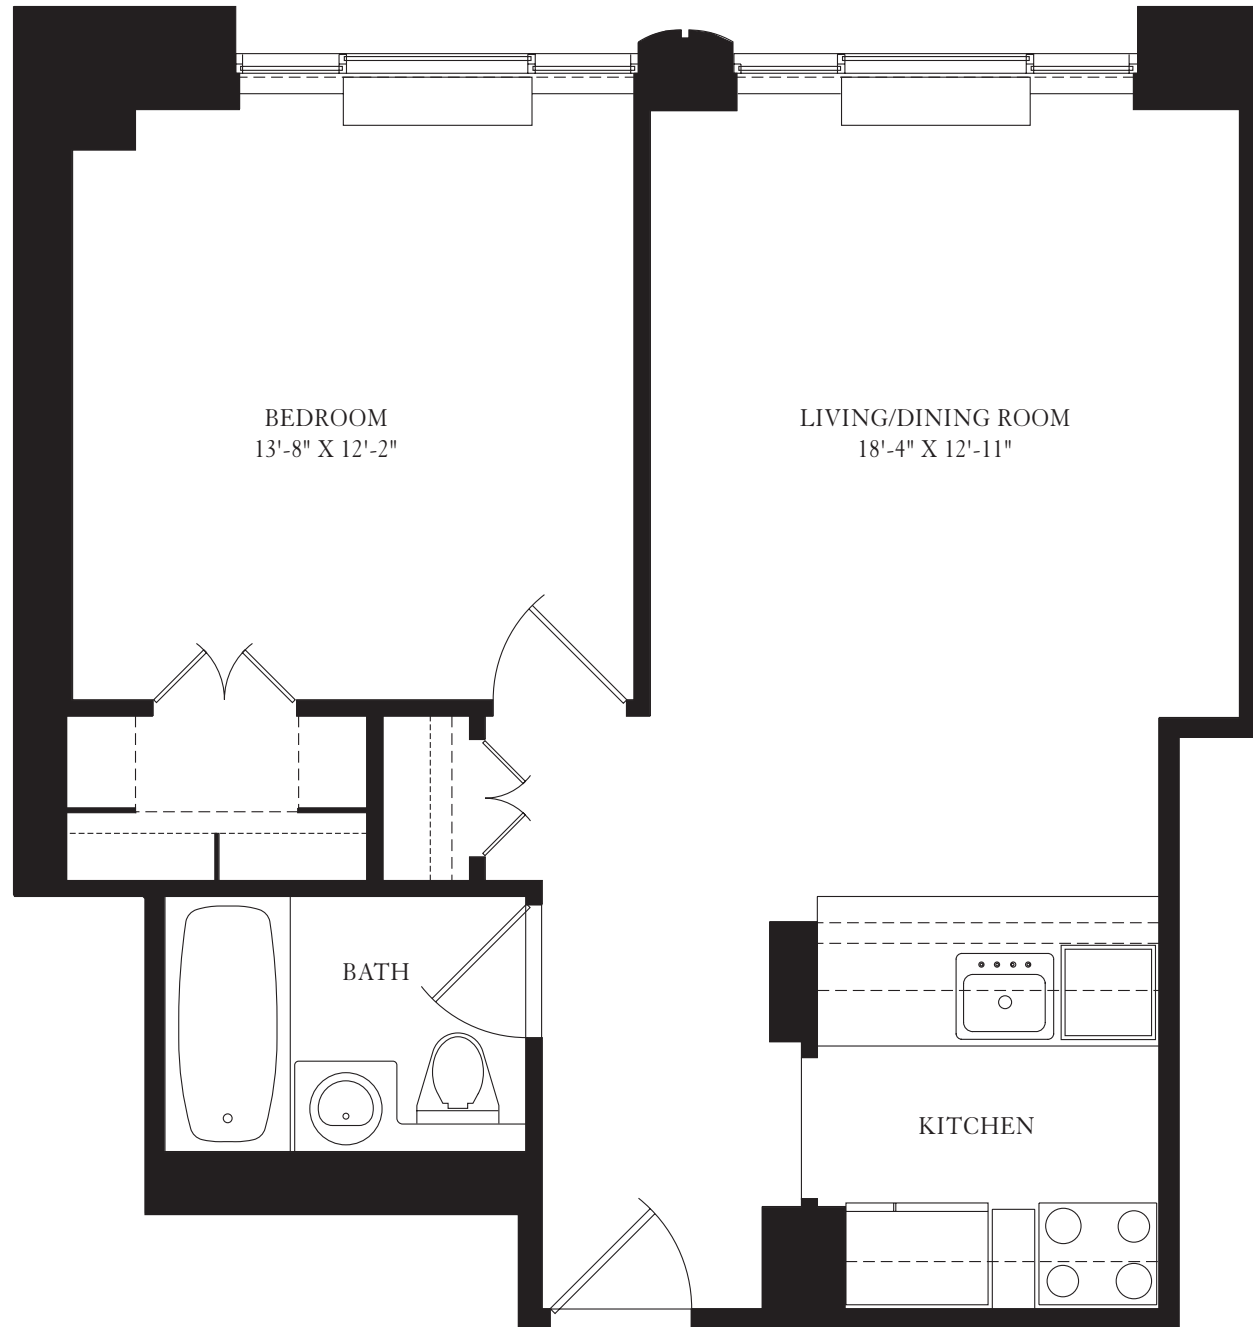 BEDROOM
13'-8" X 12'-2"
LIVING/DINING ROOM
18'-4" X 12'-11"
BATH
KITCHEN